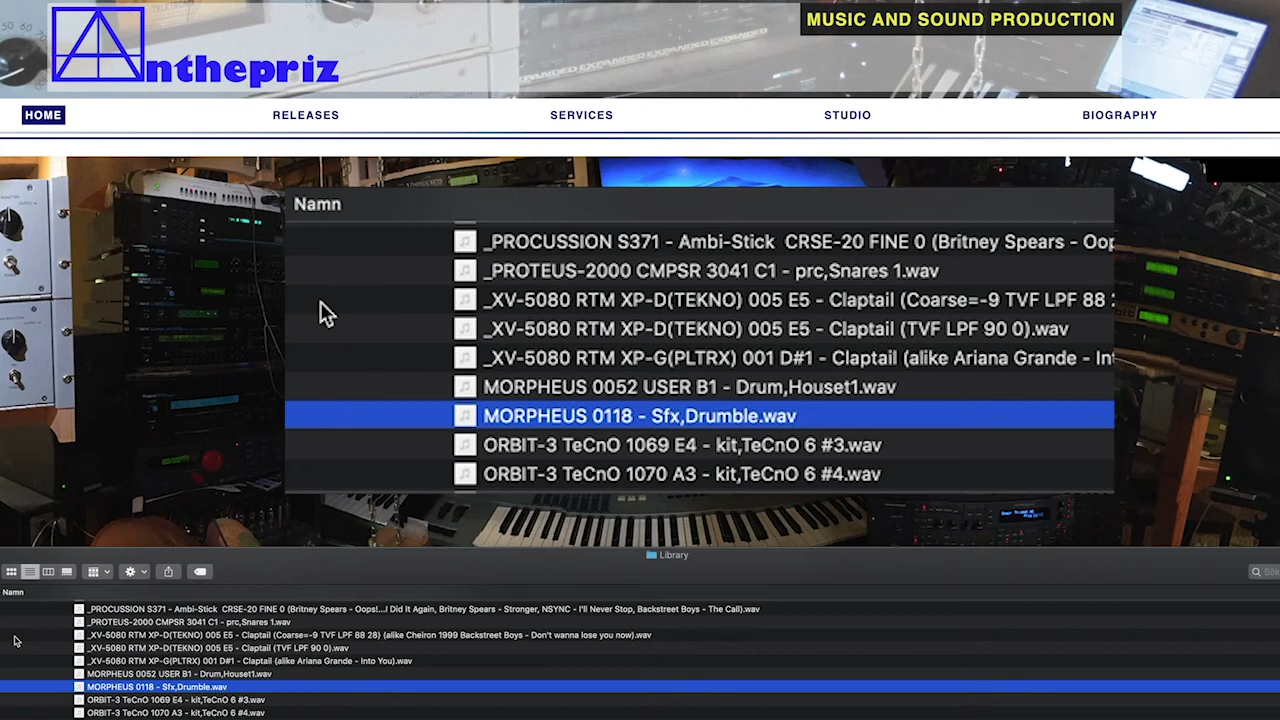 Anthepriz
MUSIC AND SOUND PRODUCTION
HOME
RELEASES
SERVICES
STUDIO
BIOGRAPHY
Namn
_PROCUSSION S371 - Ambi-Stick  CRSE-20 FINE 0 (Britney Spears - Oop
_PROTEUS-2000 CMPSR 3041 C1 - prc,Snares 1.wav
_XV-5080 RTM XP-D(TEKNO) 005 E5 - Claptail (Coarse=-9 TVF LPF 88 2
_XV-5080 RTM XP-D(TEKNO) 005 E5 - Claptail (TVF LPF 90 0).wav
_XV-5080 RTM XP-G(PLTRX) 001 D#1 - Claptail (alike Ariana Grande - Int
MORPHEUS 0052 USER B1 - Drum,Houset1.wav
MORPHEUS 0118 - Sfx,Drumble.wav
ORBIT-3 TeCnO 1069 E4 - kit,TeCnO 6 #3.wav
ORBIT-3 TeCnO 1070 A3 - kit,TeCnO 6 #4.wav
Library
Sök
Namn
_PROCUSSION S371 - Ambi-Stick  CRSE-20 FINE 0 (Britney Spears - Oops!...I Did It Again, Britney Spears - Stronger, NSYNC - I'll Never Stop, Backstreet Boys - The Call).wav
_PROTEUS-2000 CMPSR 3041 C1 - prc,Snares 1.wav
_XV-5080 RTM XP-D(TEKNO) 005 E5 - Claptail (Coarse=-9 TVF LPF 88 28) (alike Cheiron 1999 Backstreet Boys - Don't wanna lose you now).wav
_XV-5080 RTM XP-D(TEKNO) 005 E5 - Claptail (TVF LPF 90 0).wav
_XV-5080 RTM XP-G(PLTRX) 001 D#1 - Claptail (alike Ariana Grande - Into You).wav
MORPHEUS 0052 USER B1 - Drum,Houset1.wav
MORPHEUS 0118 - Sfx,Drumble.wav
ORBIT-3 TeCnO 1069 E4 - kit,TeCnO 6 #3.wav
ORBIT-3 TeCnO 1070 A3 - kit,TeCnO 6 #4.wav